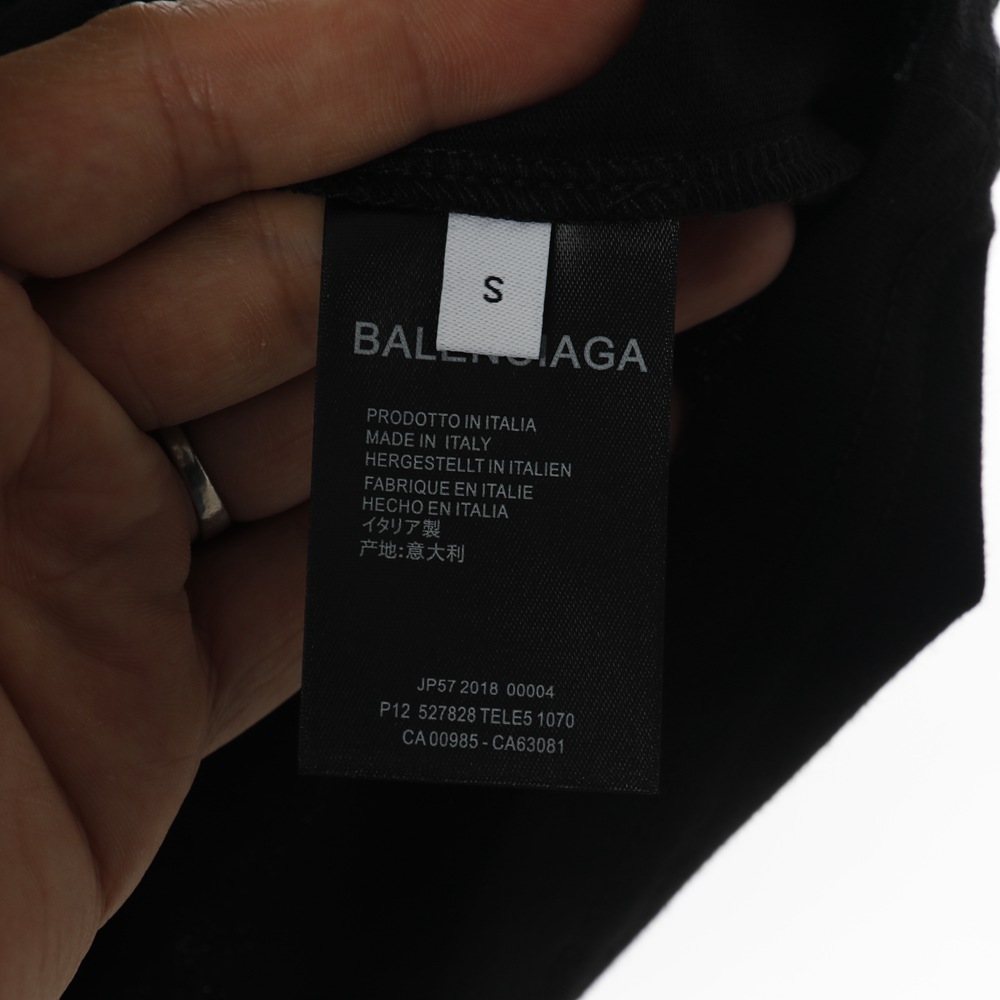 S
BALENCIAGA
PRODOTTO IN ITALIA
MADE IN ITALY
HERGESTELLT IN ITALIEN
FABRIQUE EN ITALIE
HECHO EN ITALIA
イタリア製
产地:意大利
JP57 2018 00004
P12 527828 TELE5 1070
CA 00985 - CA63081